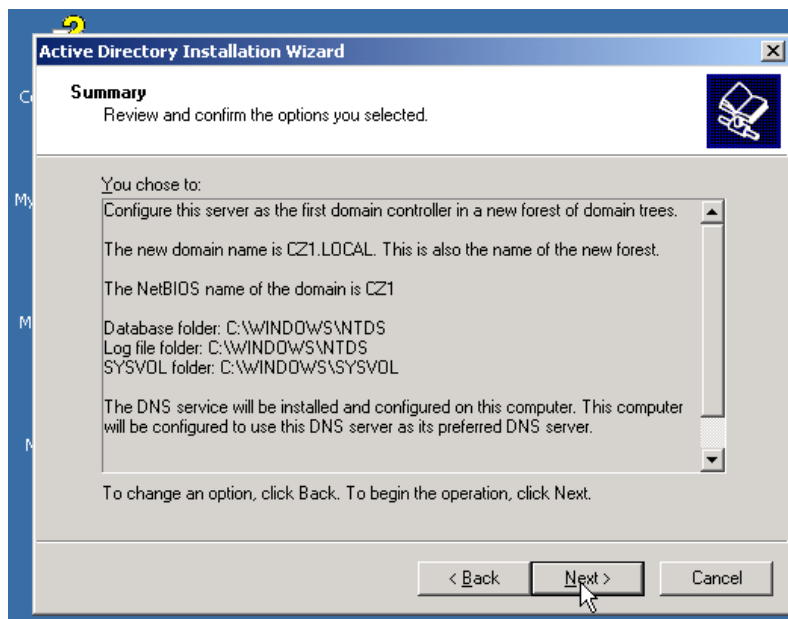 Active Directory Installation Wizard
Summary
Review and confirm the options you selected.
You chose to:
Configure this server as the first domain controller in a new forest of domain trees.
The new domain name is CZ1.LOCAL. This is also the name of the new forest.
The NetBIOS name of the domain is CZ1
Database folder: C:\WINDOWS\NTDS
Log file folder: C:\WINDOWS\NTDS
SYSVOL folder: C:\WINDOWS\SYSVOL
The DNS service will be installed and configured on this computer. This computer
will be configured to use this DNS server as its preferred DNS server.
To change an option, click Back. To begin the operation, click Next.
< Back Next > Cancel